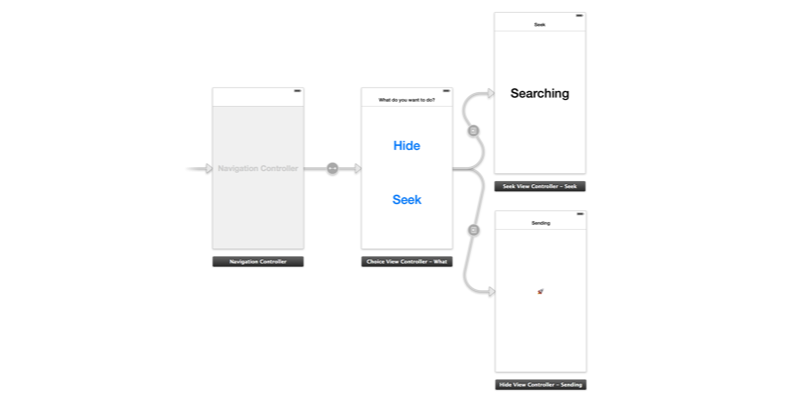 Navigation Controller
Navigation Controller
What do you want to do?
Hide
Seek
Choice View Controller – What
Seek
Searching
Seek View Controller – Seek
Sending
Hide View Controller – Sending